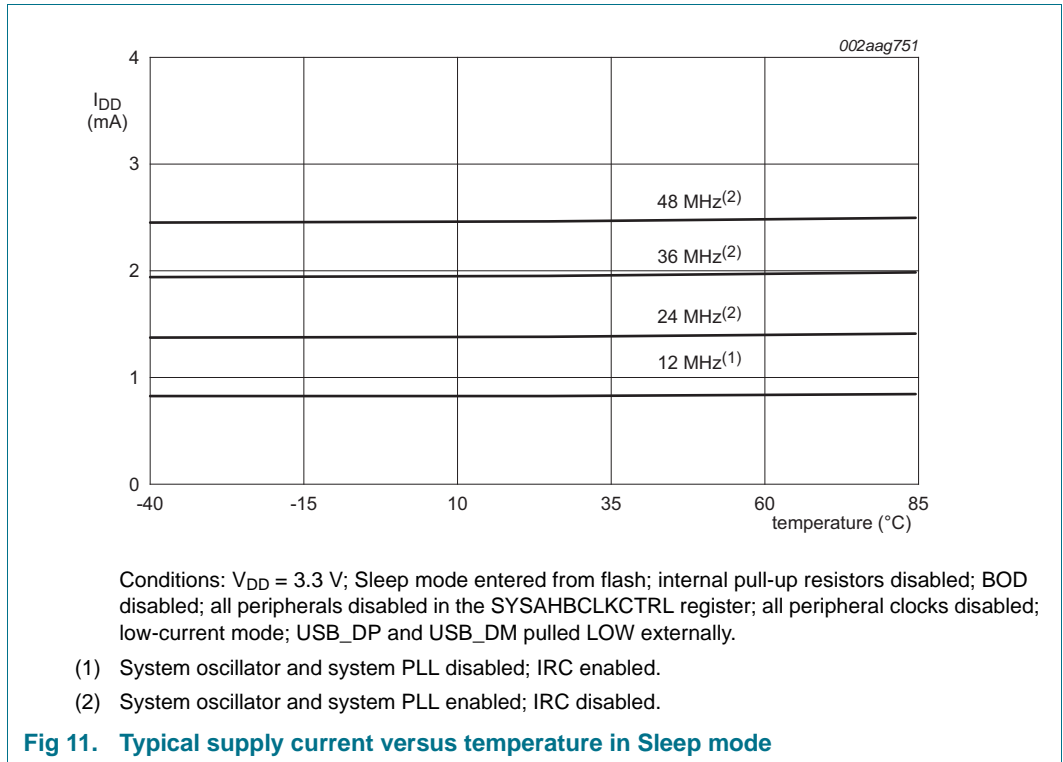 002aag751
4
I_DD
(mA)
3
48 MHz(2)
36 MHz(2)
2
24 MHz(2)
12 MHz(1)
1
0
-40 -15 10 35 60 85
temperature (°C)
Conditions: V_DD = 3.3 V; Sleep mode entered from flash; internal pull-up resistors disabled; BOD
disabled; all peripherals disabled in the SYSAHBCLKCTRL register; all peripheral clocks disabled;
low-current mode; USB_DP and USB_DM pulled LOW externally.
(1) System oscillator and system PLL disabled; IRC enabled.
(2) System oscillator and system PLL enabled; IRC disabled.
Fig 11. Typical supply current versus temperature in Sleep mode